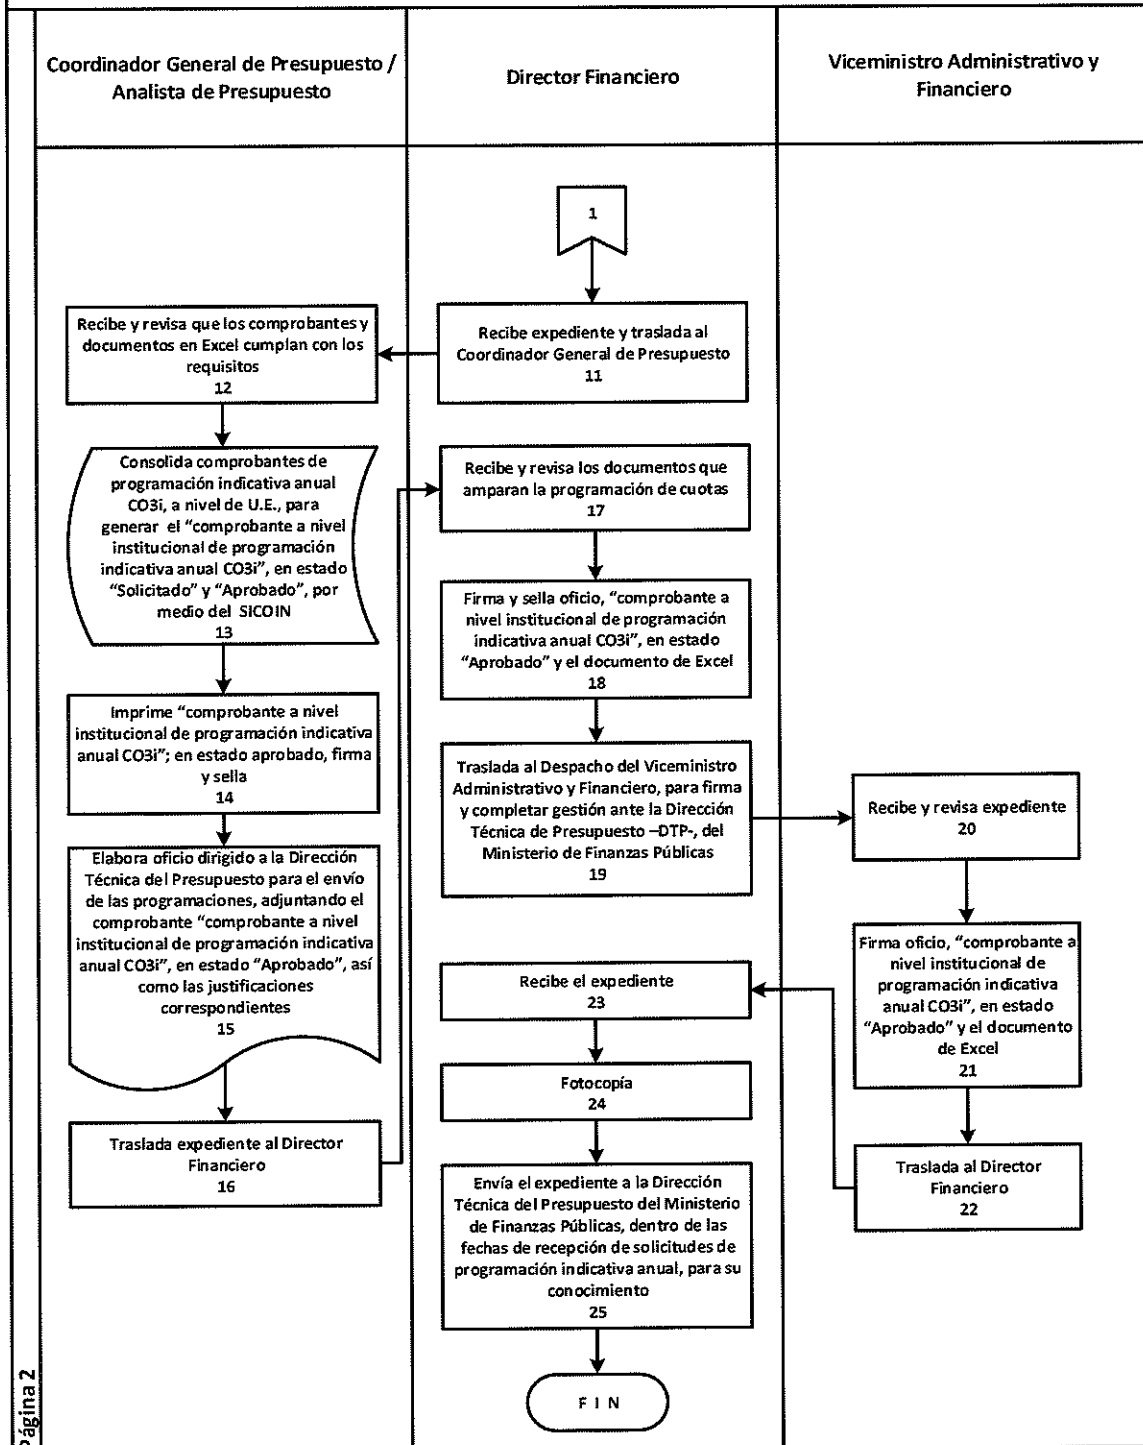 Coordinador General de Presupuesto /
Analista de Presupuesto
Director Financiero
Viceministro Administrativo y
Financiero
1
Recibe expediente y traslada al
Coordinador General de Presupuesto
11
Recibe y revisa que los comprobantes y
documentos en Excel cumplan con los
requisitos
12
Consolida comprobantes de
programación indicativa anual
CO3i, a nivel de U.E., para
generar el “comprobante a nivel
institucional de programación
indicativa anual CO3i”, en estado
“Solicitado” y “Aprobado”, por
medio del SICOIN
13
Imprime “comprobante a nivel
institucional de programación indicativa
anual CO3i”; en estado aprobado, firma
y sella
14
Elabora oficio dirigido a la Dirección
Técnica del Presupuesto para el envío
de las programaciones, adjuntando el
comprobante “comprobante a nivel
institucional de programación indicativa
anual CO3i”, en estado “Aprobado”, así
como las justificaciones
correspondientes
15
Traslada expediente al Director
Financiero
16
Recibe y revisa los documentos que
amparan la programación de cuotas
17
Firma y sella oficio, “comprobante a
nivel institucional de programación
indicativa anual CO3i”, en estado
“Aprobado” y el documento de Excel
18
Traslada al Despacho del Viceministro
Administrativo y Financiero, para firma
y completar gestión ante la Dirección
Técnica de Presupuesto –DTP-, del
Ministerio de Finanzas Públicas
19
Recibe y revisa expediente
20
Firma oficio, “comprobante a
nivel institucional de
programación indicativa
anual CO3i”, en estado
“Aprobado” y el documento
de Excel
21
Traslada al Director
Financiero
22
Recibe el expediente
23
Fotocopía
24
Envía el expediente a la Dirección
Técnica del Presupuesto del Ministerio
de Finanzas Públicas, dentro de las
fechas de recepción de solicitudes de
programación indicativa anual, para su
conocimiento
25
F I N
Página 2